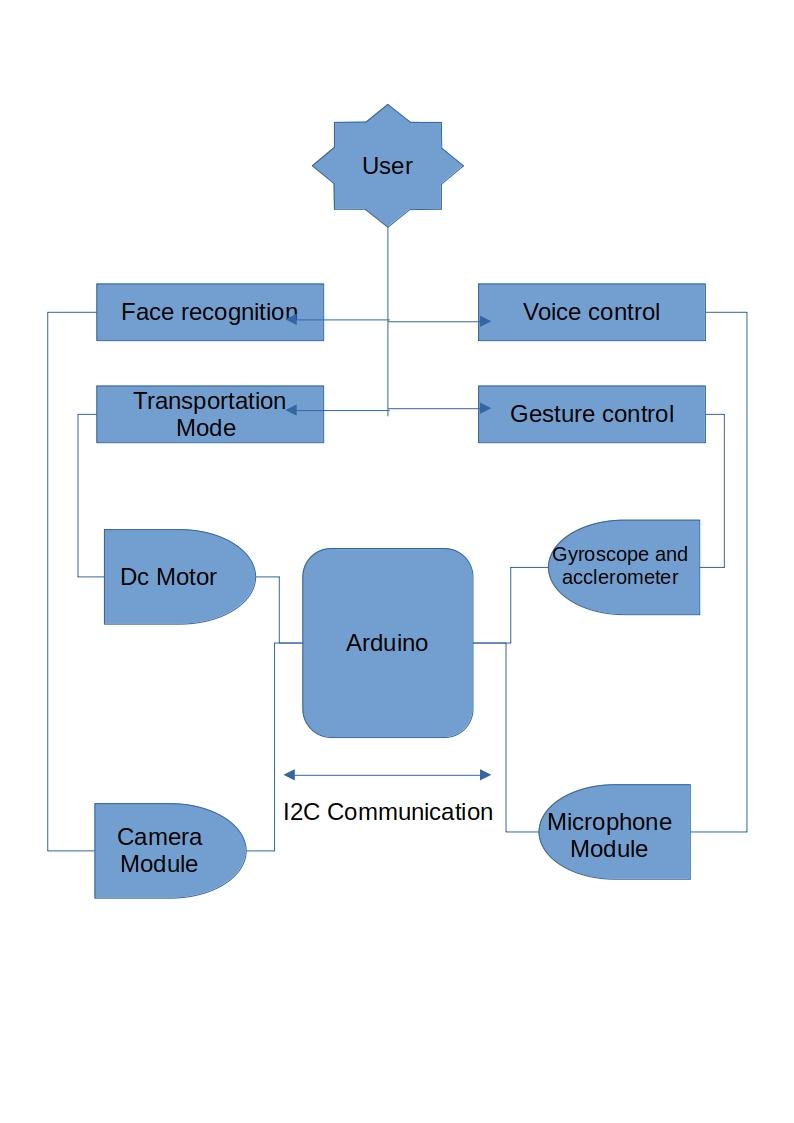 User
Face recognition
Voice control
Transportation
Mode
Gesture control
Dc Motor
Gyroscope and
acclerometer
Arduino
I2C Communication
Camera
Module
Microphone
Module